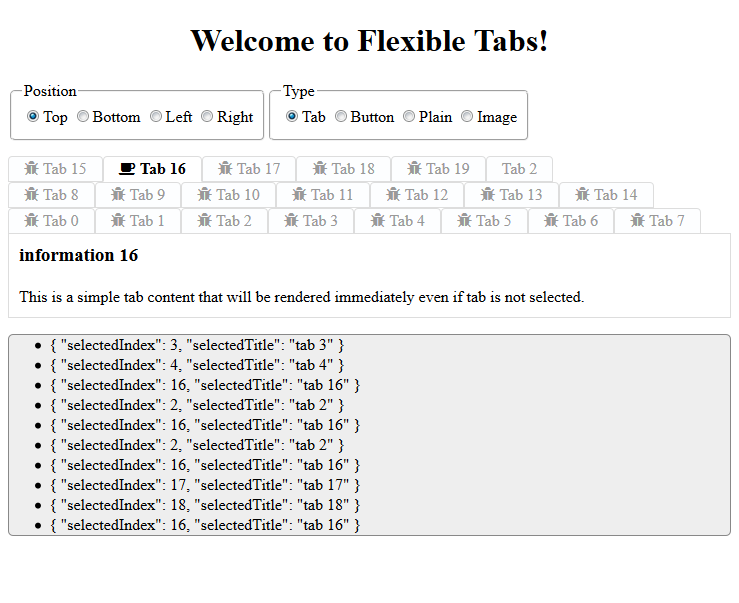 Welcome to Flexible Tabs!
Position Type
Top Bottom Left Right Tab Button Plain Image
Tab 15 Tab 16 Tab 17 Tab 18 Tab 19 Tab 2
Tab 8 Tab 9 Tab 10 Tab 11 Tab 12 Tab 13 Tab 14
Tab 0 Tab 1 Tab 2 Tab 3 Tab 4 Tab 5 Tab 6 Tab 7
information 16
This is a simple tab content that will be rendered immediately even if tab is not selected.
{ "selectedIndex": 3, "selectedTitle": "tab 3" }
{ "selectedIndex": 4, "selectedTitle": "tab 4" }
{ "selectedIndex": 16, "selectedTitle": "tab 16" }
{ "selectedIndex": 2, "selectedTitle": "tab 2" }
{ "selectedIndex": 16, "selectedTitle": "tab 16" }
{ "selectedIndex": 2, "selectedTitle": "tab 2" }
{ "selectedIndex": 16, "selectedTitle": "tab 16" }
{ "selectedIndex": 17, "selectedTitle": "tab 17" }
{ "selectedIndex": 18, "selectedTitle": "tab 18" }
{ "selectedIndex": 16, "selectedTitle": "tab 16" }